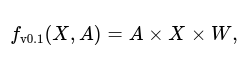 f_{v0.1}(X, A) = A × X × W,